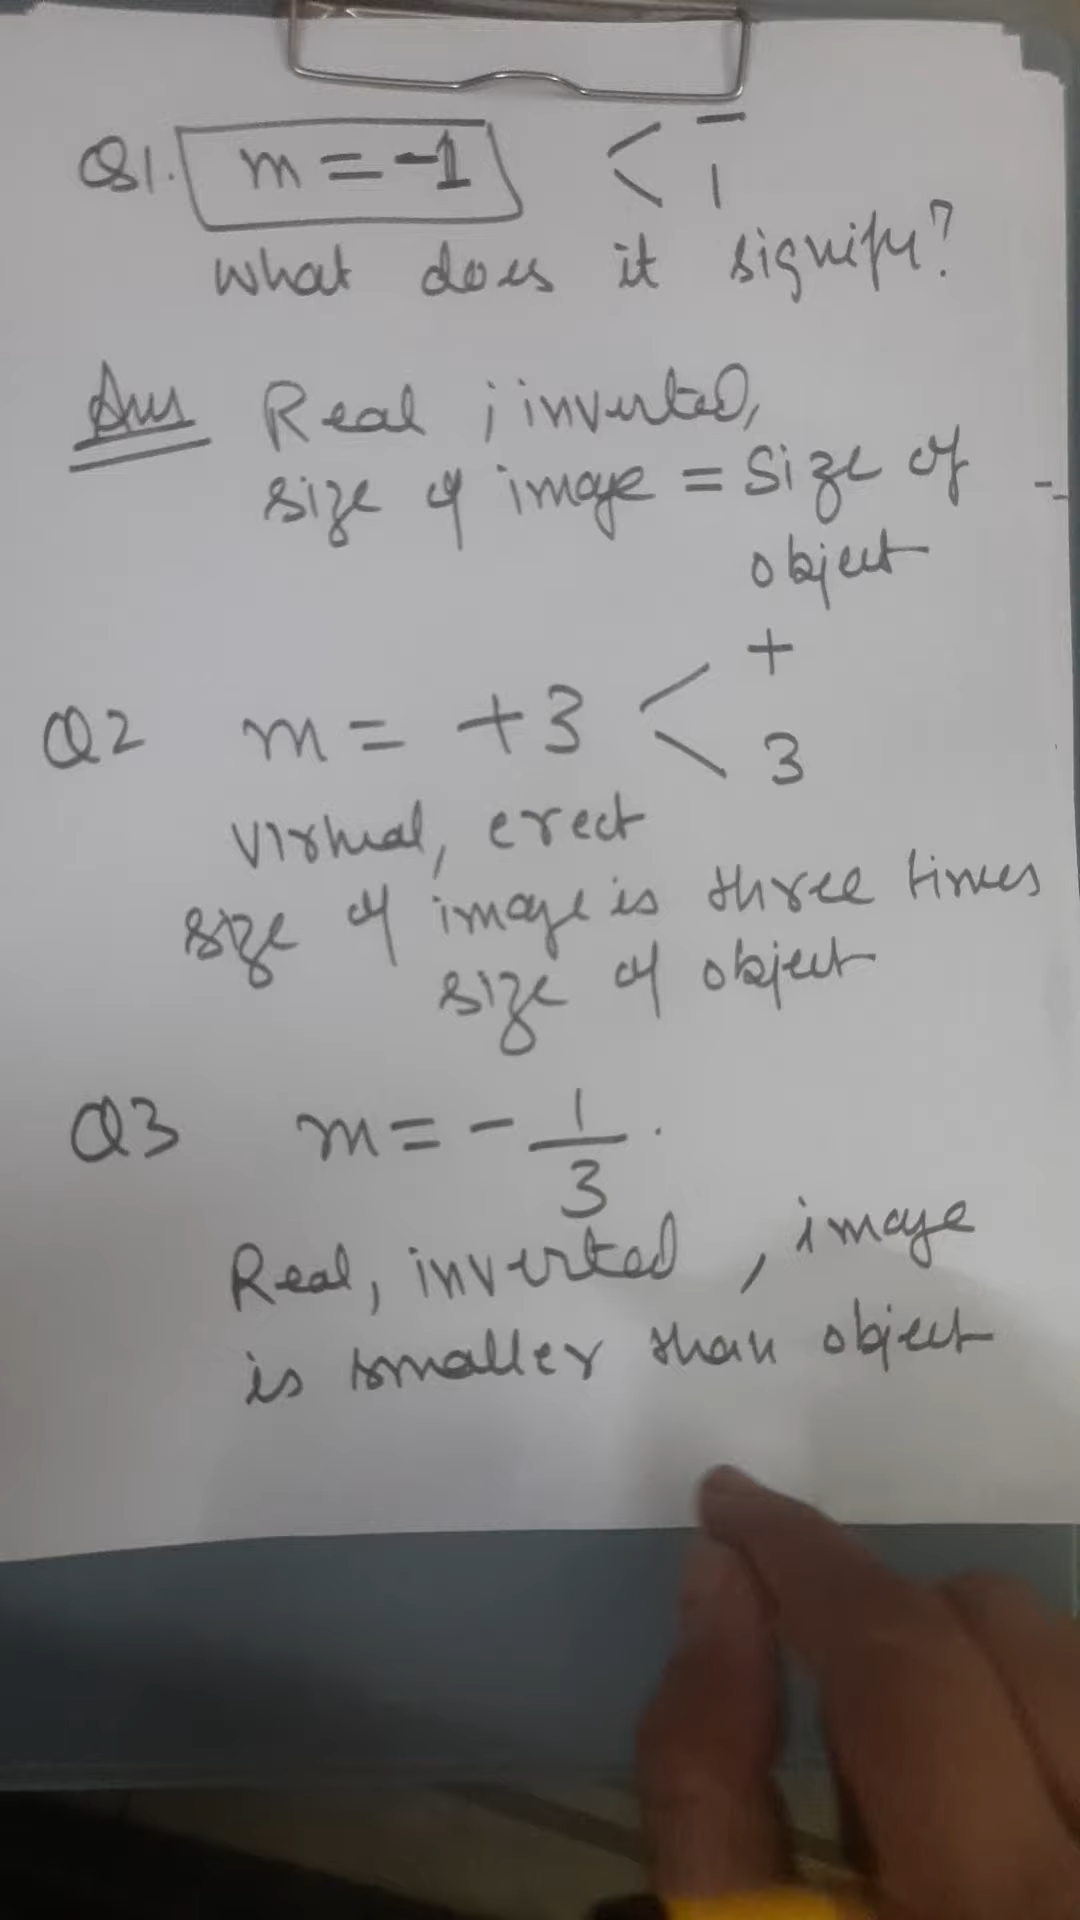 Q1. m = -1 < -
1
What does it signify?
Ans Real, inverted,
size of image = Size of
object
+
Q2 m = +3 <
3
Virtual, erect
size of image is three times
size of object
Q3 m = - 1/3.
Real, inverted, image
is smaller than object